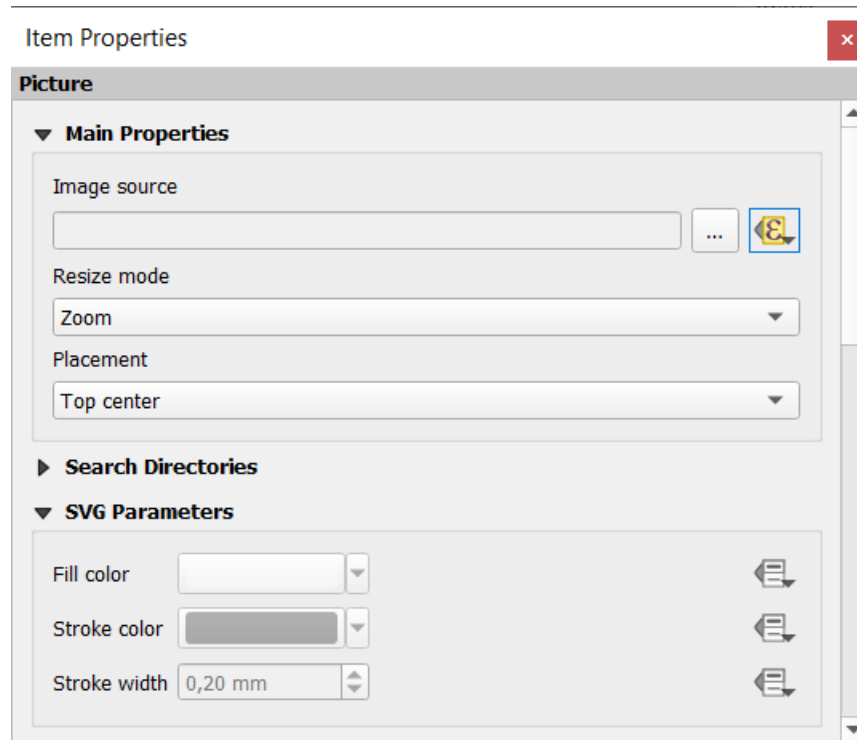 Item Properties
Picture
Main Properties
Image source
...
Resize mode
Zoom
Placement
Top center
Search Directories
SVG Parameters
Fill color
Stroke color
Stroke width 0,20 mm